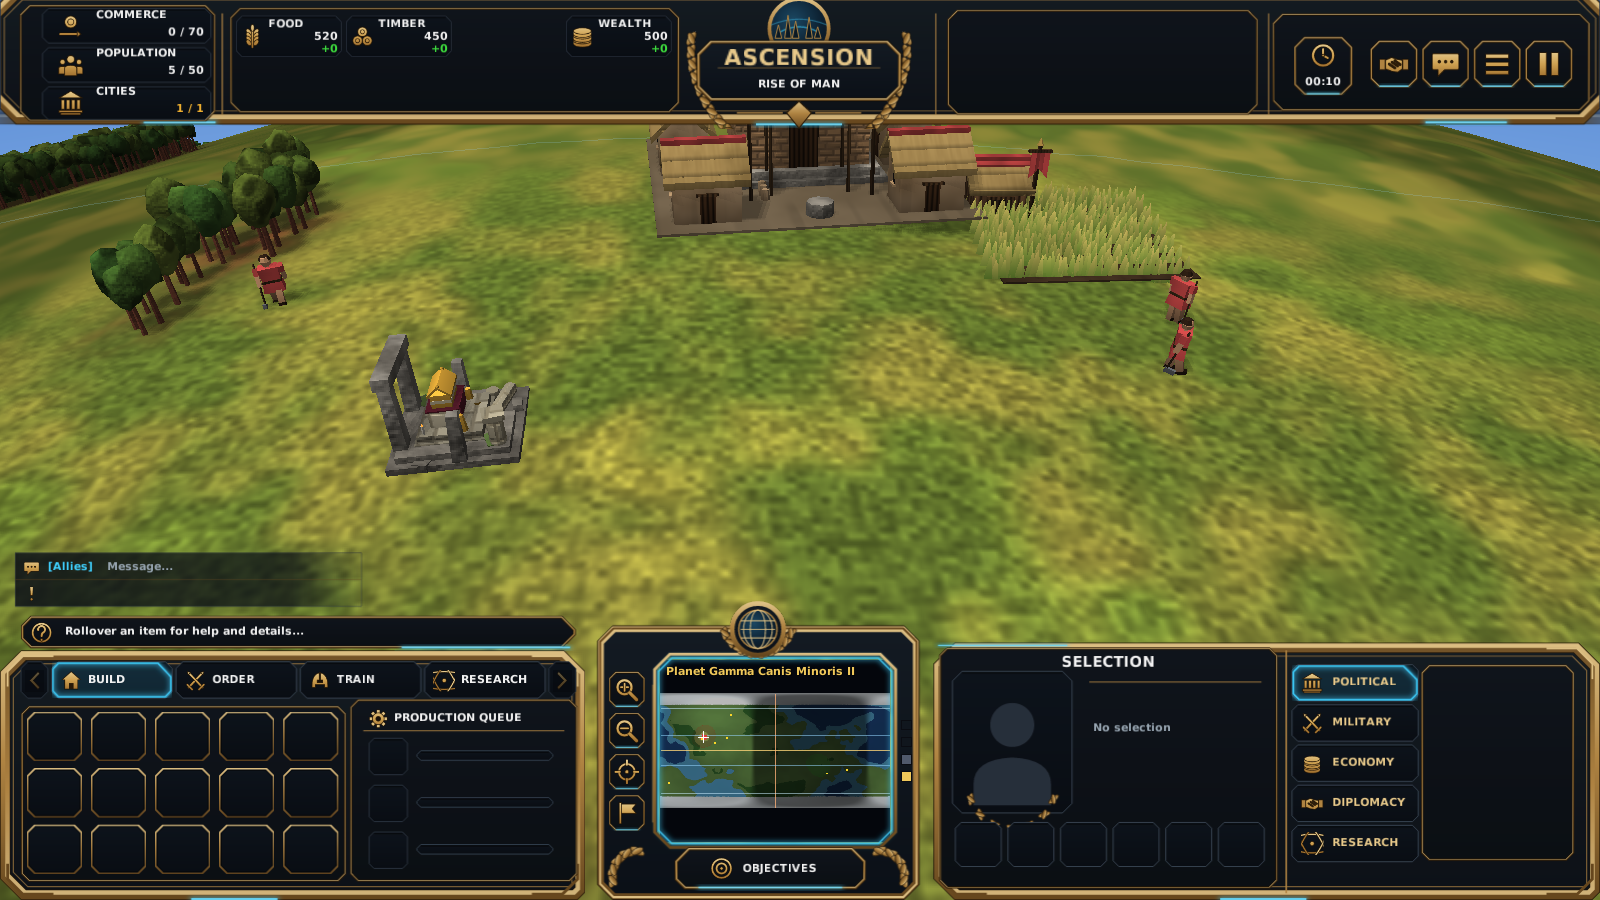 COMMERCE
0 / 70
POPULATION
5 / 50
CITIES
1 / 1
FOOD
520
+0
TIMBER
450
+0
WEALTH
500
+0
ASCENSION
RISE OF MAN
00:10
[Allies] Message...
!
Rollover an item for help and details...
BUILD
ORDER
TRAIN
RESEARCH
PRODUCTION QUEUE
Planet Gamma Canis Minoris II
OBJECTIVES
SELECTION
No selection
POLITICAL
MILITARY
ECONOMY
DIPLOMACY
RESEARCH